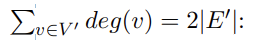 ∑_{v∈V′} deg(v) = 2|E′|: